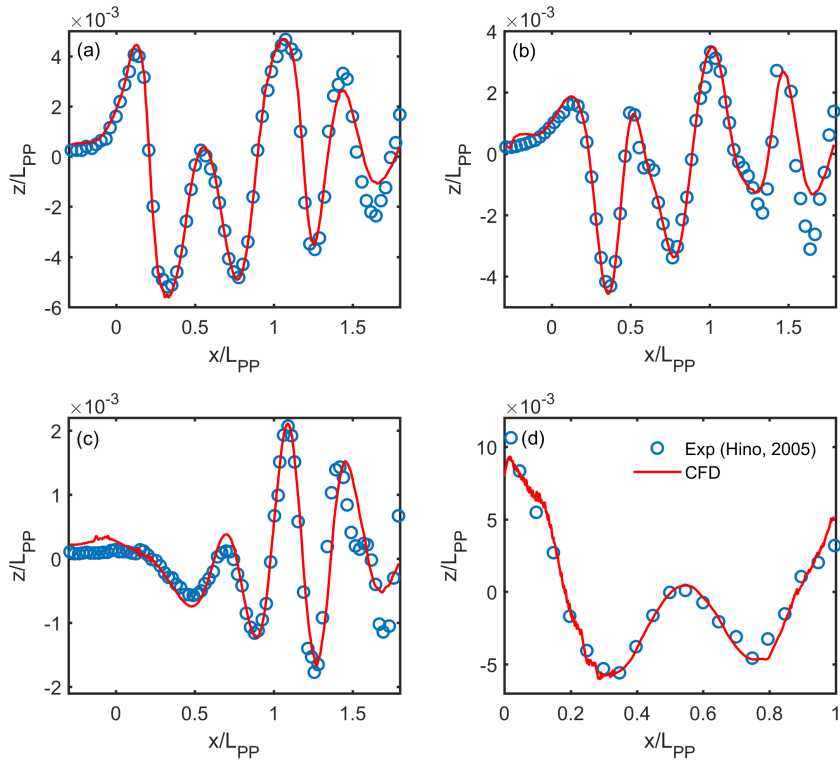 ×10⁻³
(a)
4
2
0
-2
-4
-6
z/L_PP
0 0.5 1 1.5
x/L_PP
×10⁻³
(b)
4
2
0
-2
-4
z/L_PP
0 0.5 1 1.5
x/L_PP
×10⁻³
(c)
2
1
0
-1
-2
z/L_PP
0 0.5 1 1.5
x/L_PP
×10⁻³
(d)
Exp (Hino, 2005)
CFD
10
5
0
-5
z/L_PP
0 0.2 0.4 0.6 0.8 1
x/L_PP